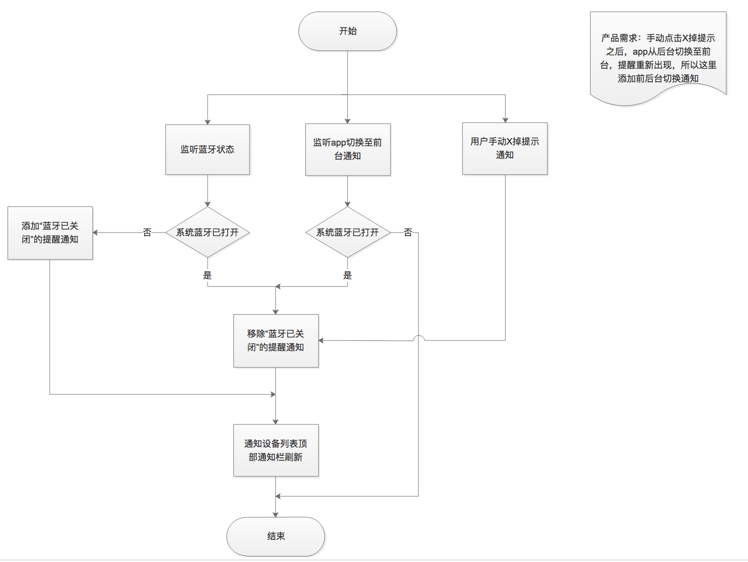 开始
产品需求：手动点击X掉提示
之后，app从后台切换至前
台，提醒重新出现，所以这里
添加前后台切换通知
监听蓝牙状态
监听app切换至前
台通知
用户手动X掉提示
通知
添加“蓝牙已关
闭”的提醒通知
否
系统蓝牙已打开
系统蓝牙已打开
否
是
是
移除“蓝牙已关
闭”的提醒通知
通知设备列表顶
部通知栏刷新
结束